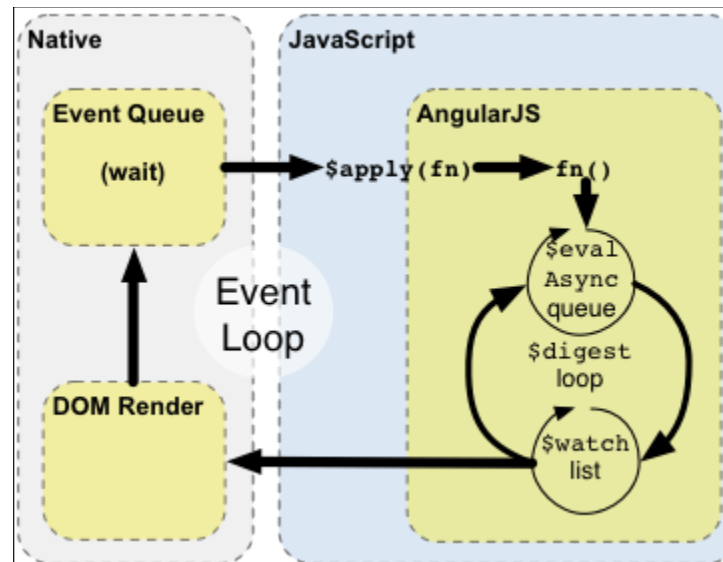 Native
JavaScript
Event Queue
(wait)
AngularJS
$apply(fn)
fn()
$eval
Async
queue
Event
Loop
$digest
loop
DOM Render
$watch
list